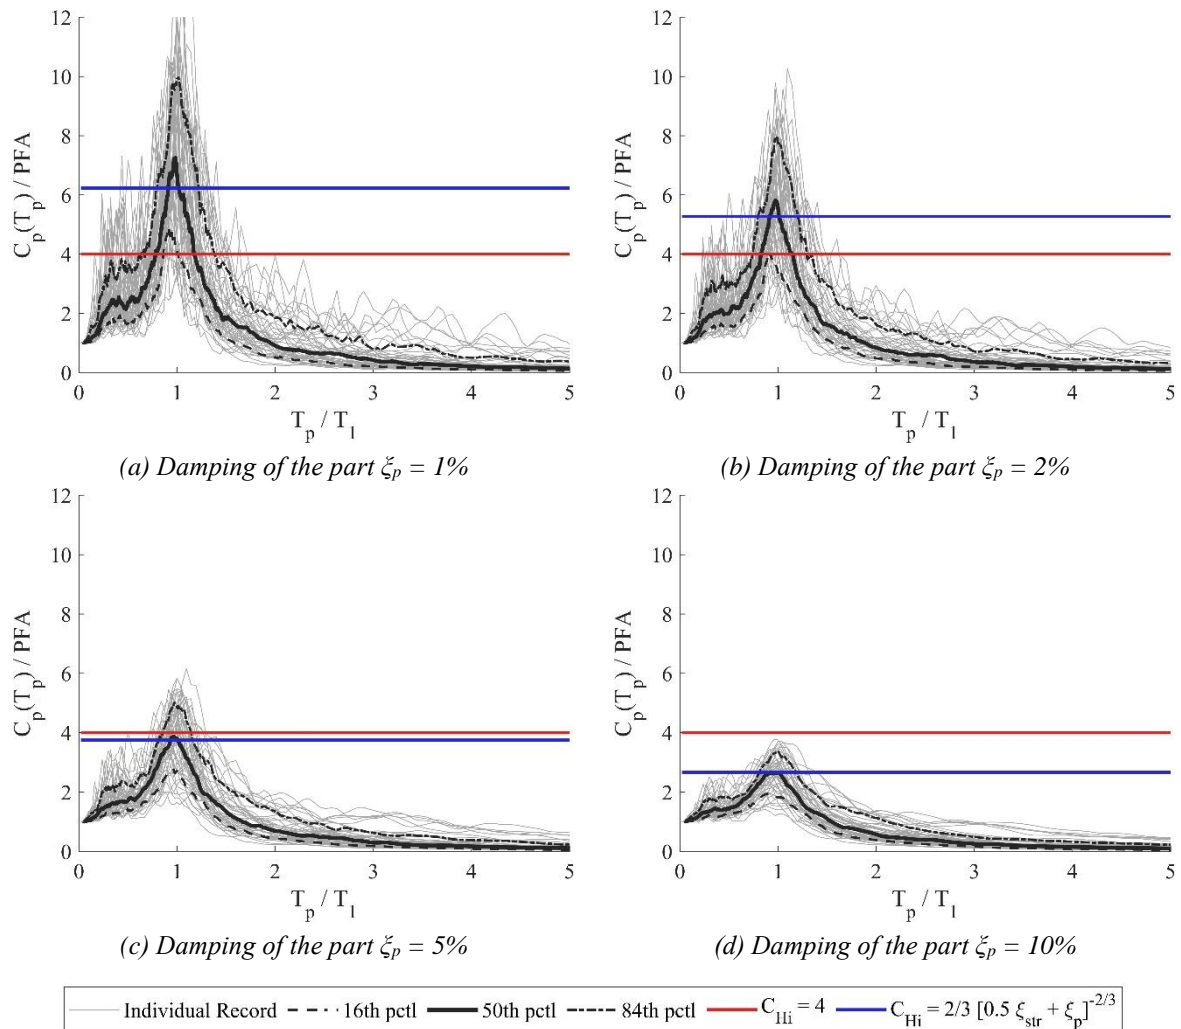 12
10
8
6
4
2
0
C_p(T_p) / PFA
0 1 2 3 4 5
T_p / T_1
(a) Damping of the part ξ_p = 1%
12
10
8
6
4
2
0
C_p(T_p) / PFA
0 1 2 3 4 5
T_p / T_1
(b) Damping of the part ξ_p = 2%
12
10
8
6
4
2
0
C_p(T_p) / PFA
0 1 2 3 4 5
T_p / T_1
(c) Damping of the part ξ_p = 5%
12
10
8
6
4
2
0
C_p(T_p) / PFA
0 1 2 3 4 5
T_p / T_1
(d) Damping of the part ξ_p = 10%
Individual Record 16th pctl 50th pctl 84th pctl C_Hi = 4 C_Hi = 2/3 [0.5 ξ_str + ξ_p]^-2/3